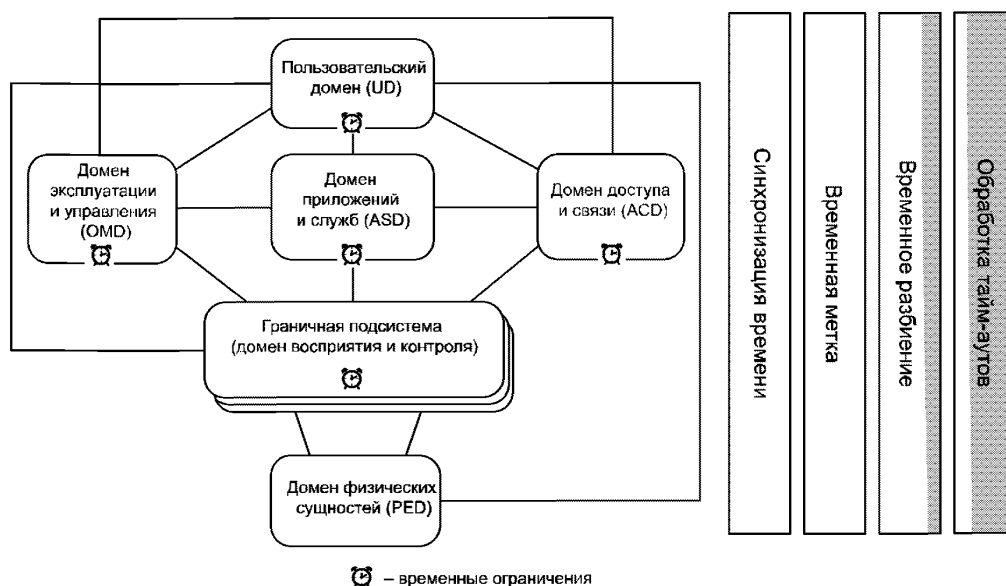 Пользовательский
домен (UD)
Домен
эксплуатации
и управления
(OMD)
Домен
приложений
и служб (ASD)
Домен доступа
и связи (ACD)
Граничная подсистема
(домен восприятия и контроля)
Домен физических
сущностей (PED)
– временные ограничения
Синхронизация времени
Временная метка
Временное разбиение
Обработка тайм-аутов